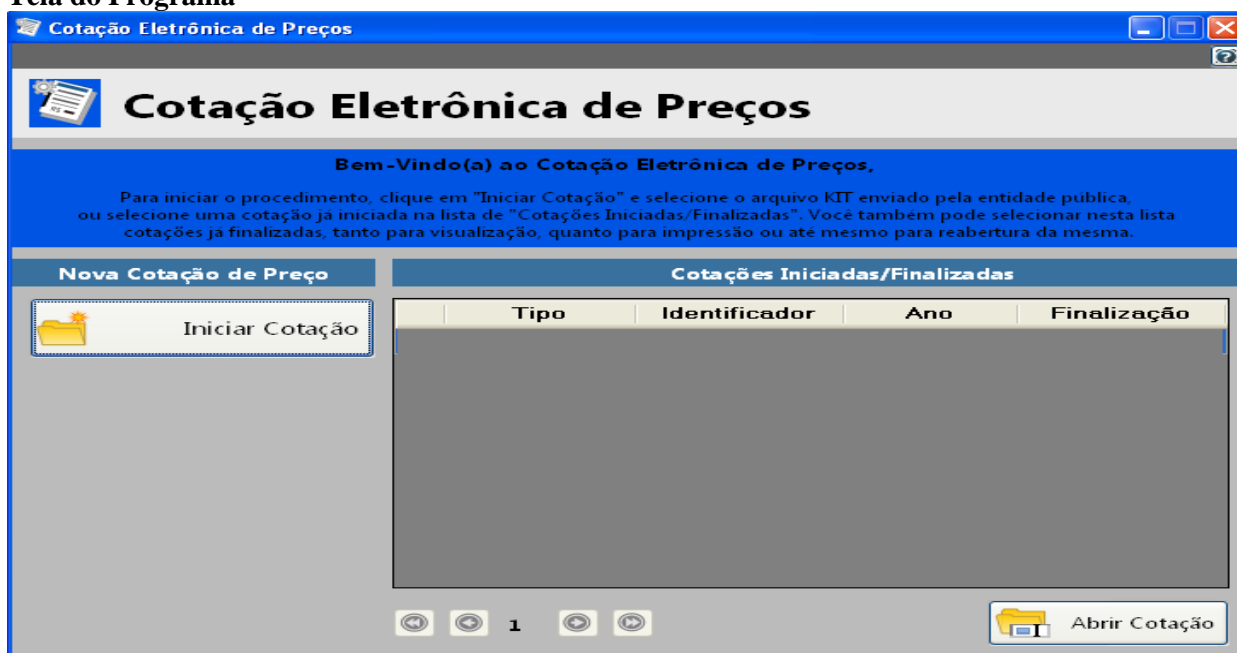 Tela do Programa
Cotação Eletrônica de Preços
Cotação Eletrônica de Preços
Bem-Vindo(a) ao Cotação Eletrônica de Preços,
Para iniciar o procedimento, clique em "Iniciar Cotação" e selecione o arquivo KIT enviado pela entidade pública,
ou selecione uma cotação já iniciada na lista de "Cotações Iniciadas/Finalizadas". Você também pode selecionar nesta lista
cotações já finalizadas, tanto para visualização, quanto para impressão ou até mesmo para reabertura da mesma.
Nova Cotação de Preço
Cotações Iniciadas/Finalizadas
Iniciar Cotação
Tipo Identificador Ano Finalização
1
Abrir Cotação